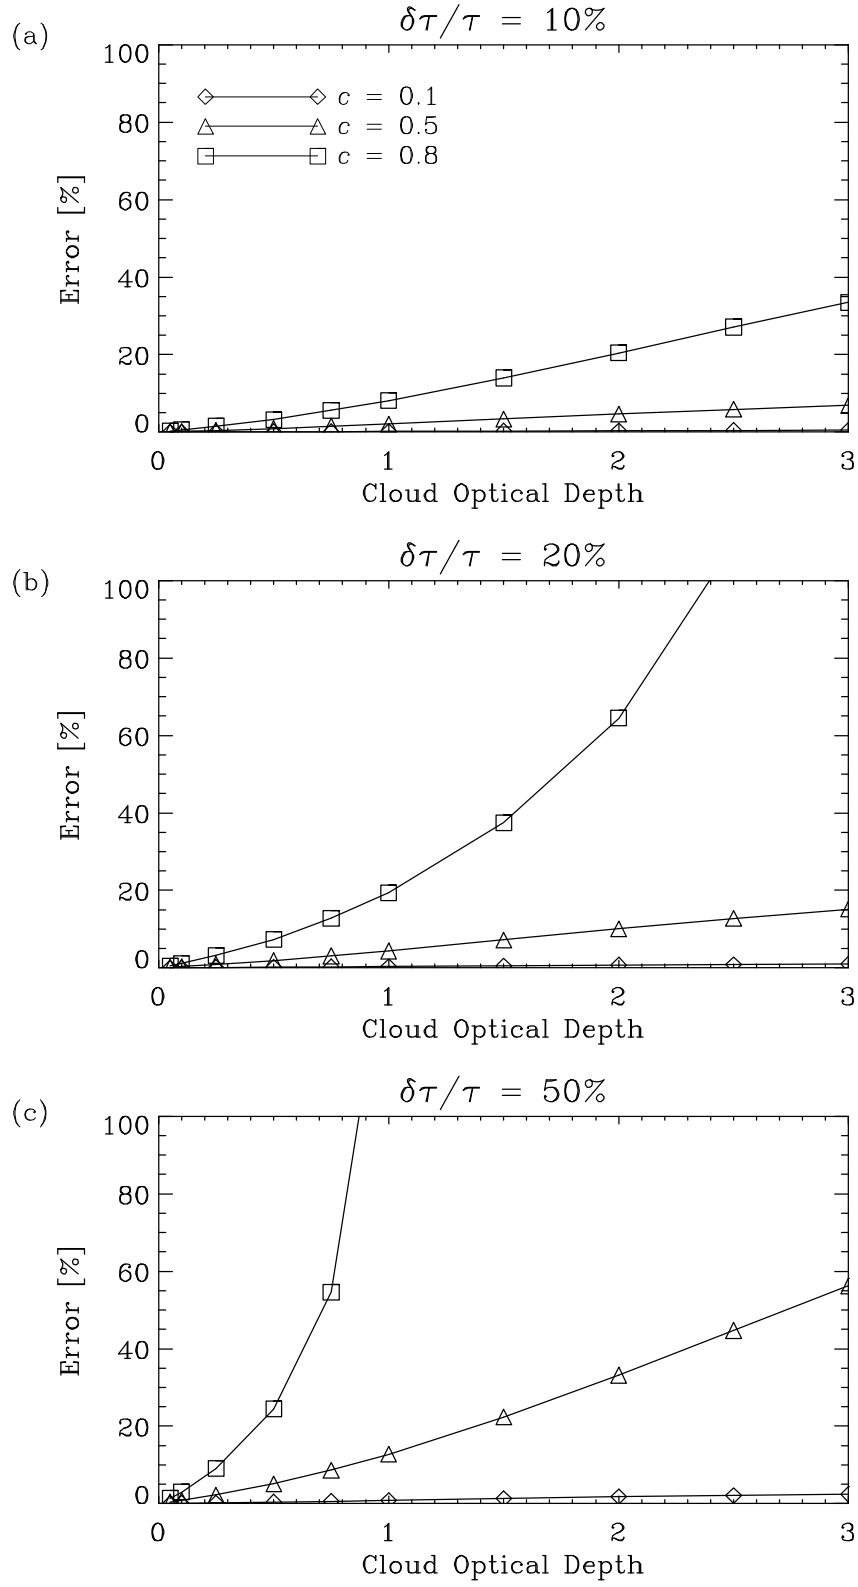 (a)
δτ/τ = 10%
100
80
60
40
20
0
Error [%]
c = 0.1
c = 0.5
c = 0.8
0 1 2 3
Cloud Optical Depth
(b)
δτ/τ = 20%
100
80
60
40
20
0
Error [%]
0 1 2 3
Cloud Optical Depth
(c)
δτ/τ = 50%
100
80
60
40
20
0
Error [%]
0 1 2 3
Cloud Optical Depth